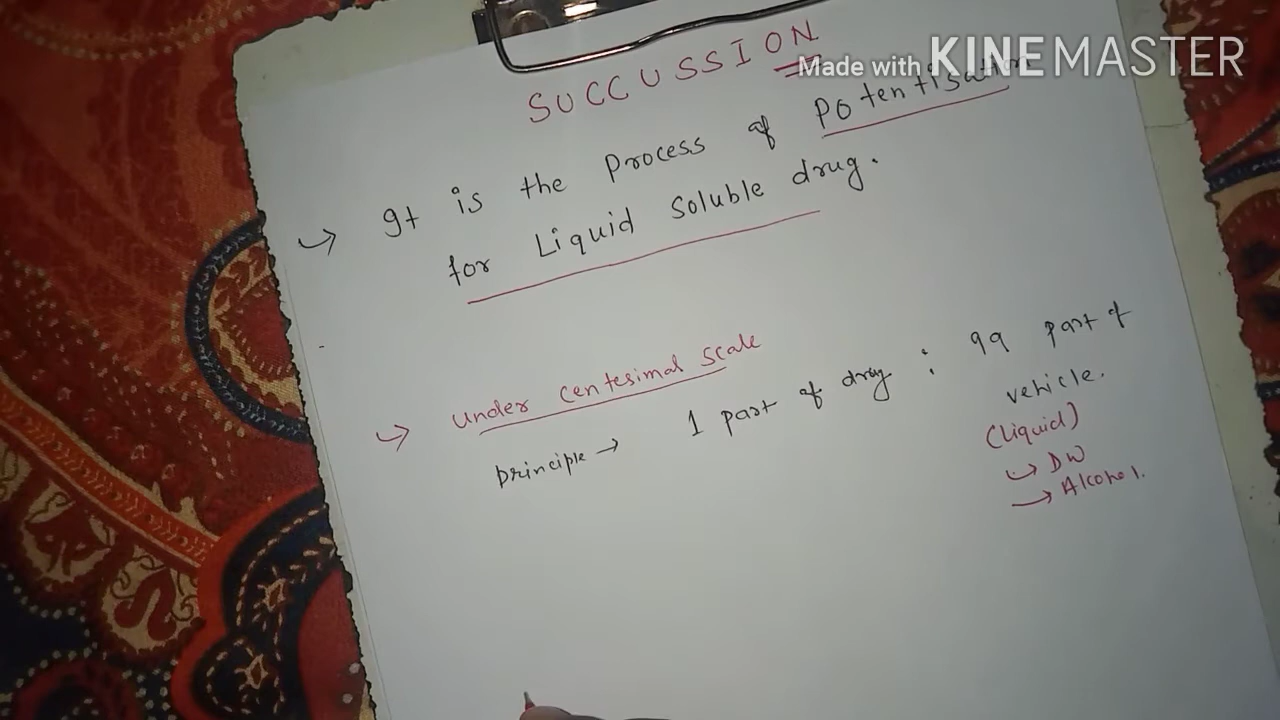 SUCCUSSION
Made with KINEMASTER
→ It is the Process of Potentisation
for Liquid Soluble drug.
→ under centesimal scale
principle → 1 part of drug : 99 part of
vehicle.
(liquid)
→ DW
→ Alcohol.